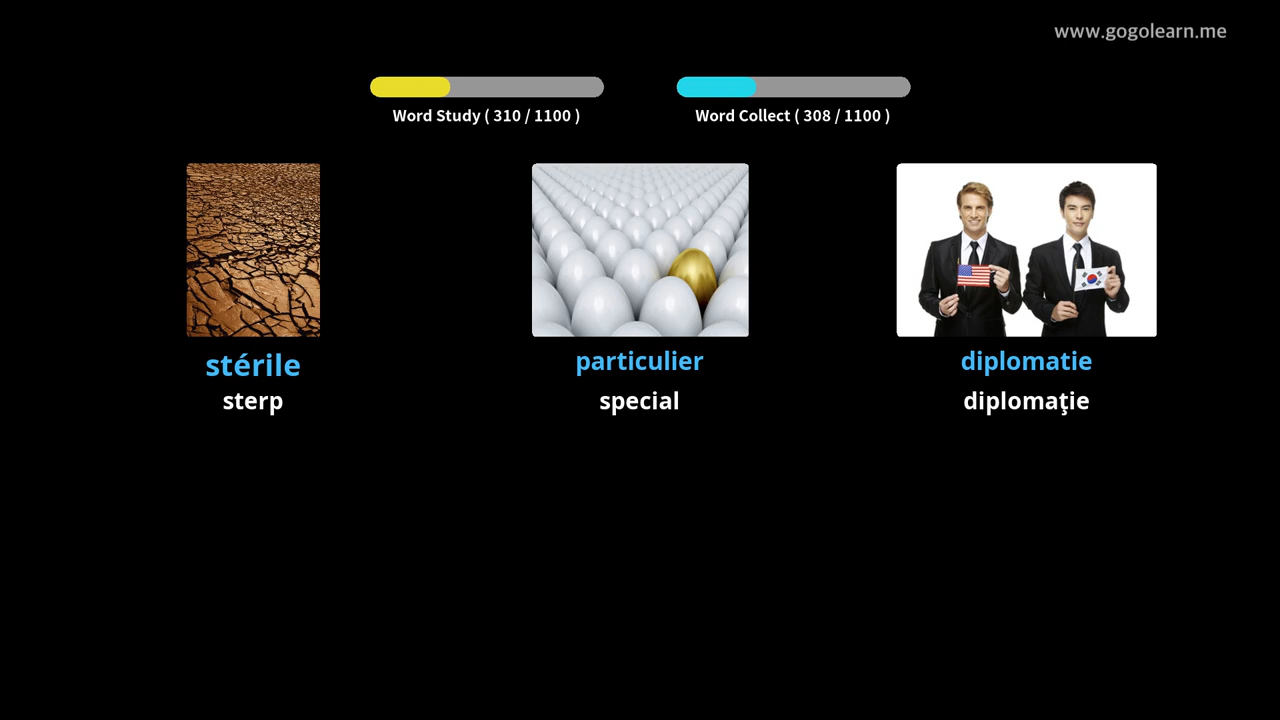 www.gogolearn.me
Word Study ( 310 / 1100 )
Word Collect ( 308 / 1100 )
stérile
sterp
particulier
special
diplomatie
diplomaţie